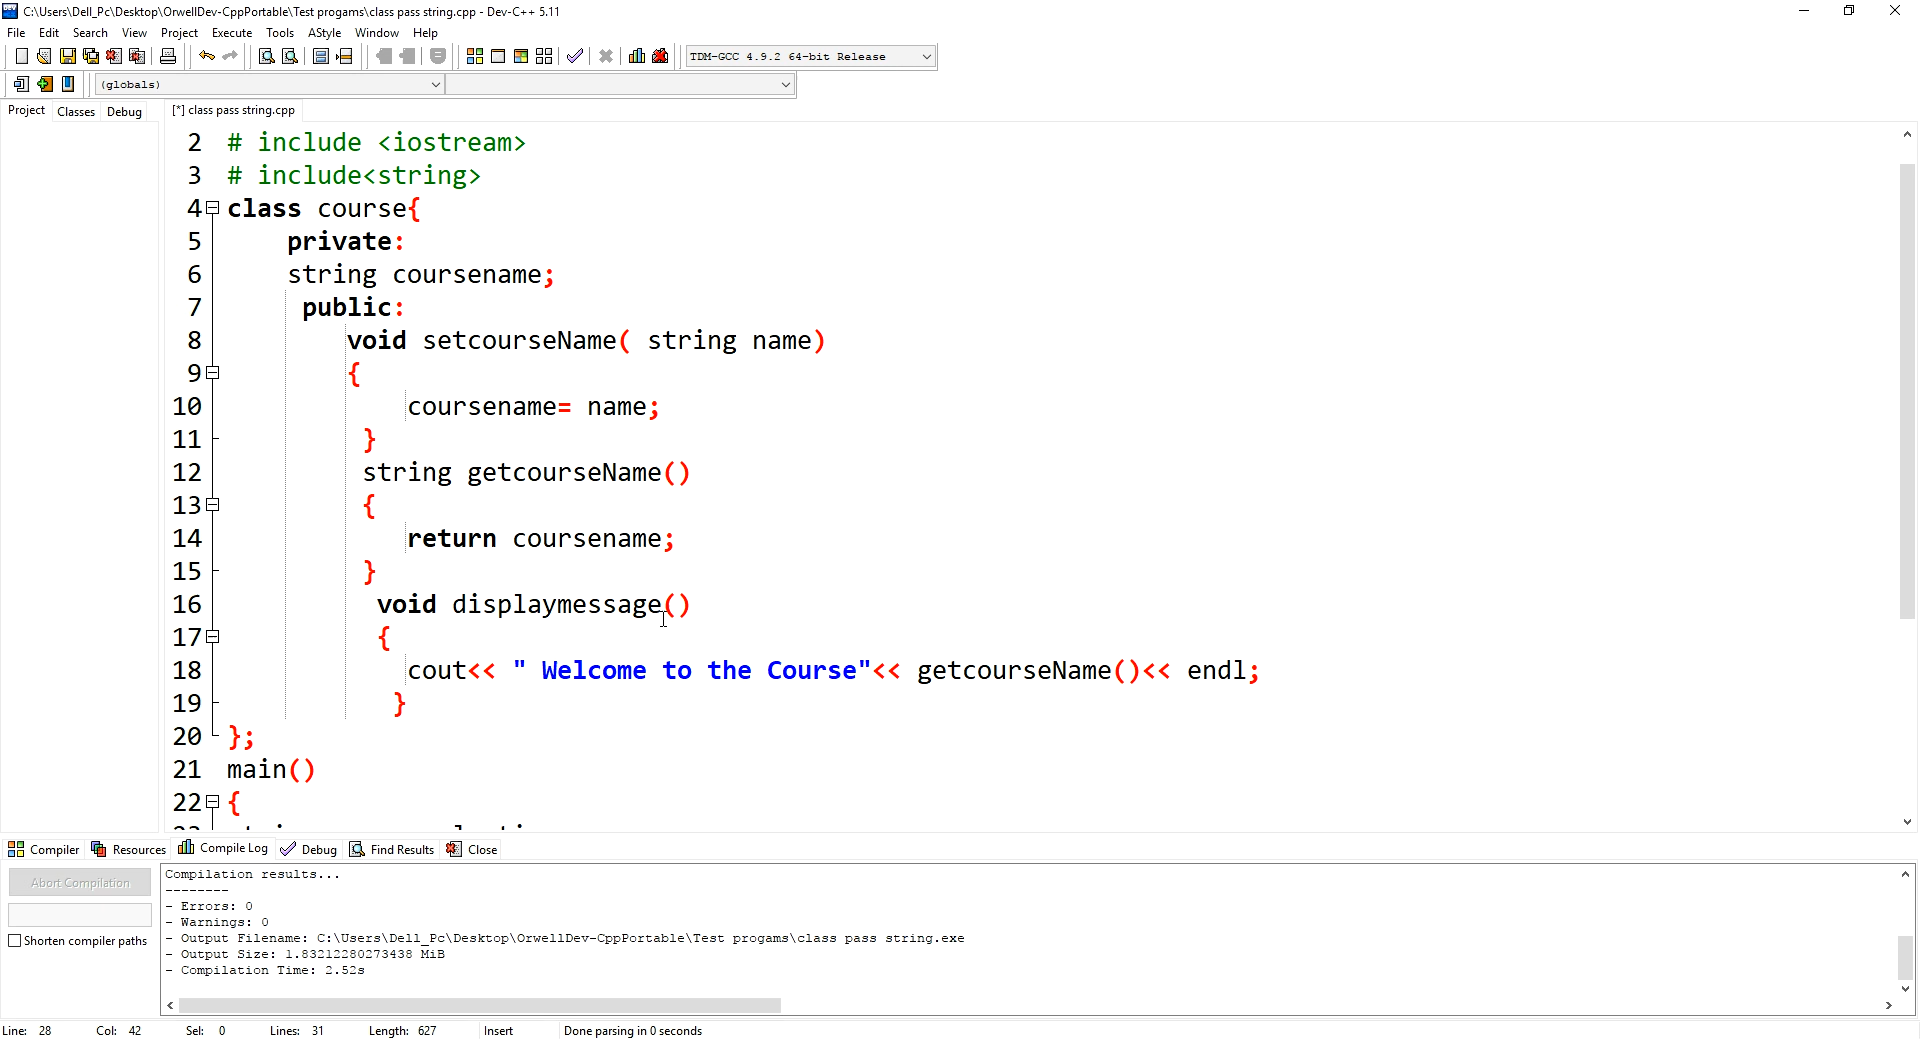 C:\Users\Dell_Pc\Desktop\OrwellDev-CppPortable\Test progams\class pass string.cpp - Dev-C++ 5.11
File Edit Search View Project Execute Tools AStyle Window Help
TDM-GCC 4.9.2 64-bit Release
(globals)
Project Classes Debug [*] class pass string.cpp
2 # include <iostream>
3 # include<string>
4 class course{
5 private:
6 string coursename;
7 public:
8 void setcourseName( string name)
9 {
10 coursename= name;
11 }
12 string getcourseName()
13 {
14 return coursename;
15 }
16 void displaymessage()
17 {
18 cout<< " Welcome to the Course"<< getcourseName()<< endl;
19 }
20 };
21 main()
22 {
Compiler Resources Compile Log Debug Find Results Close
Abort Compilation
Shorten compiler paths
Compilation results...
--------
- Errors: 0
- Warnings: 0
- Output Filename: C:\Users\Dell_Pc\Desktop\OrwellDev-CppPortable\Test progams\class pass string.exe
- Output Size: 1.83212280273438 MiB
- Compilation Time: 2.52s
Line: 28 Col: 42 Sel: 0 Lines: 31 Length: 627 Insert Done parsing in 0 seconds